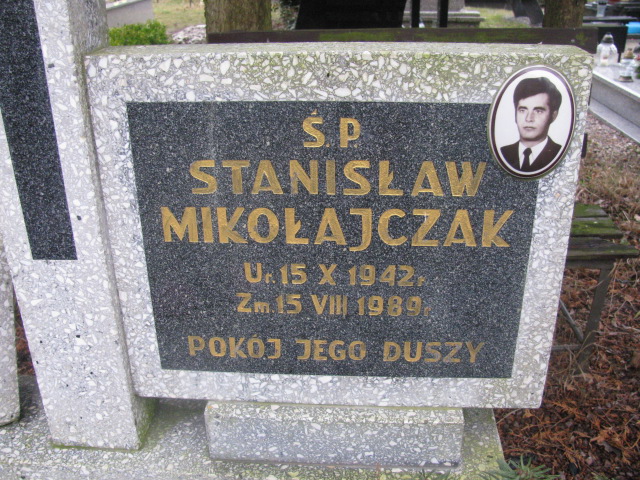 Ś.P.
STANISŁAW
MIKOŁAJCZAK
Ur. 15 X 1942 r.
Zm. 15 VIII 1989 r.
POKÓJ JEGO DUSZY